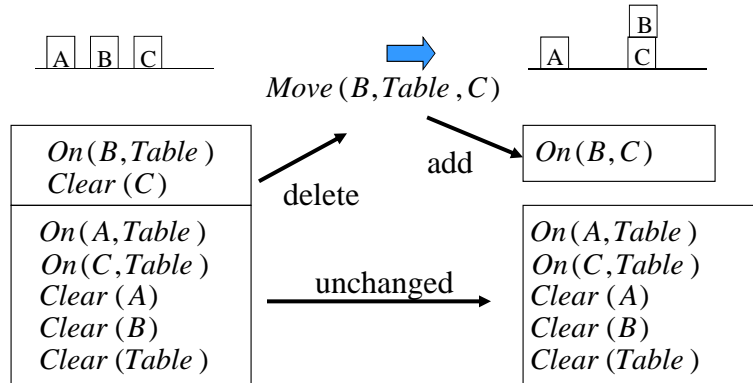 A B C
B
A C
Move(B,Table,C)
On(B,Table)
Clear(C)
delete
add
On(B,C)
On(A,Table)
On(C,Table)
Clear(A)
Clear(B)
Clear(Table)
unchanged
On(A,Table)
On(C,Table)
Clear(A)
Clear(B)
Clear(Table)